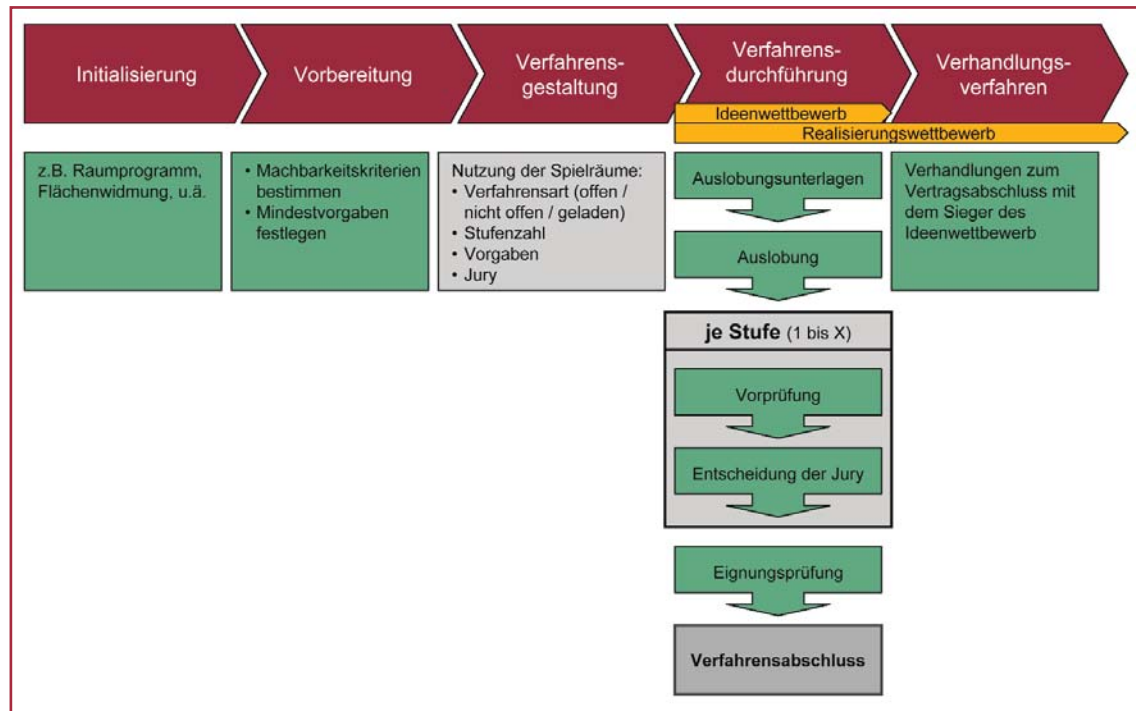 Initialisierung
Vorbereitung
Verfahrens-
gestaltung
Verfahrens-
durchführung
Verhandlungs-
verfahren
Ideenwettbewerb
Realisierungswettbewerb
z.B. Raumprogramm,
Flächenwidmung, u.ä.
• Machbarkeitskriterien
bestimmen
• Mindestvorgaben
festlegen
Nutzung der Spielräume:
• Verfahrensart (offen /
nicht offen / geladen)
• Stufenzahl
• Vorgaben
• Jury
Auslobungsunterlagen
Auslobung
je Stufe (1 bis X)
Vorprüfung
Entscheidung der Jury
Eignungsprüfung
Verfahrensabschluss
Verhandlungen zum
Vertragsabschluss mit
dem Sieger des
Ideenwettbewerb